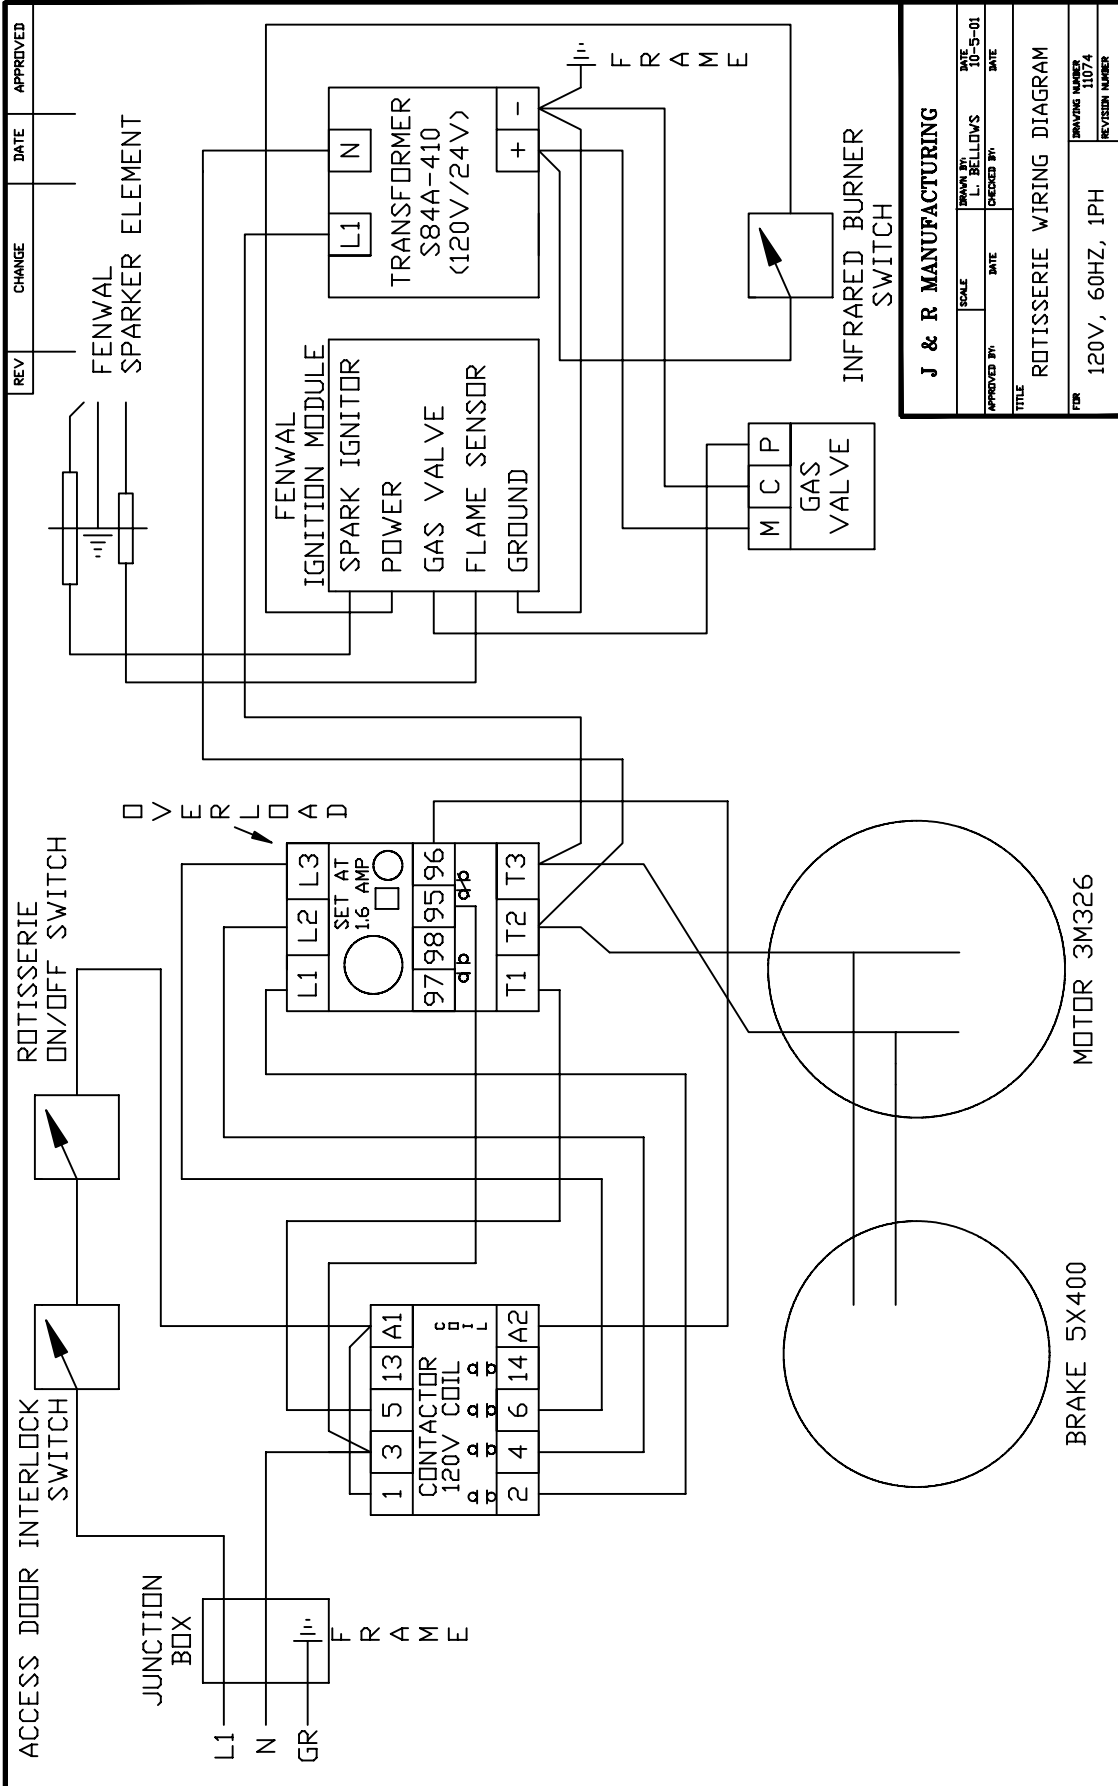 ACCESS DOOR INTERLOCK
SWITCH
ROTISSERIE
ON/OFF SWITCH
JUNCTION
BOX
L1
N
GR
FRAME
OVERLOAD
L1 L2 L3
SET AT
1.6 AMP
97 98 95 96
T1 T2 T3
1 3 5 13 A1
CONTACTOR
120V COIL
COIL
2 4 6 14 A2
BRAKE 5X400
MOTOR 3M326
FENWAL
SPARKER ELEMENT
FENWAL
IGNITION MODULE
SPARK IGNITOR
POWER
GAS VALVE
FLAME SENSOR
GROUND
L1 N
TRANSFORMER
S84A-410
(120V/24V)
+ -
FRAME
M C P
GAS
VALVE
INFRARED BURNER
SWITCH
REV CHANGE DATE APPROVED
J & R MANUFACTURING
SCALE
DRAWN BY:
L. BELLOWS
DATE
10-5-01
APPROVED BY:
DATE
CHECKED BY:
DATE
TITLE
ROTISSERIE WIRING DIAGRAM
FOR
120V, 60HZ, 1PH
DRAWING NUMBER
11074
REVISION NUMBER